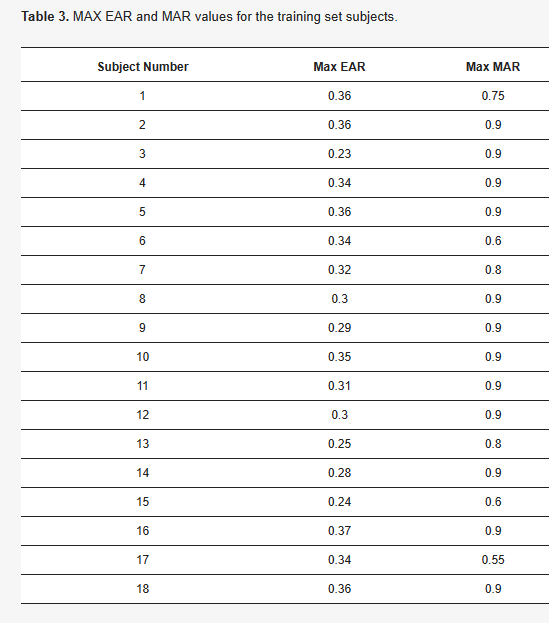 Table 3. MAX EAR and MAR values for the training set subjects.
Subject Number Max EAR Max MAR
1 0.36 0.75
2 0.36 0.9
3 0.23 0.9
4 0.34 0.9
5 0.36 0.9
6 0.34 0.6
7 0.32 0.8
8 0.3 0.9
9 0.29 0.9
10 0.35 0.9
11 0.31 0.9
12 0.3 0.9
13 0.25 0.8
14 0.28 0.9
15 0.24 0.6
16 0.37 0.9
17 0.34 0.55
18 0.36 0.9